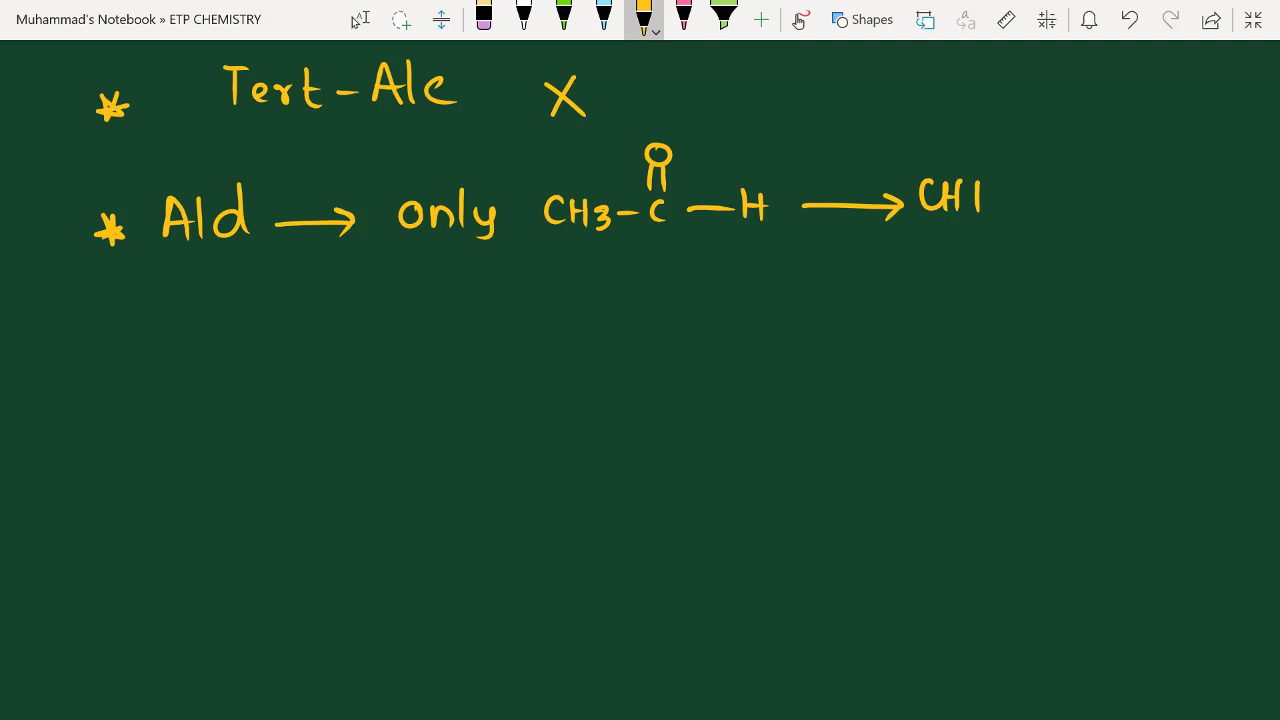 Muhammad's Notebook » ETP CHEMISTRY
Shapes
* Tert-Alc X
O
* Ald → only CH3-C-H → CHI